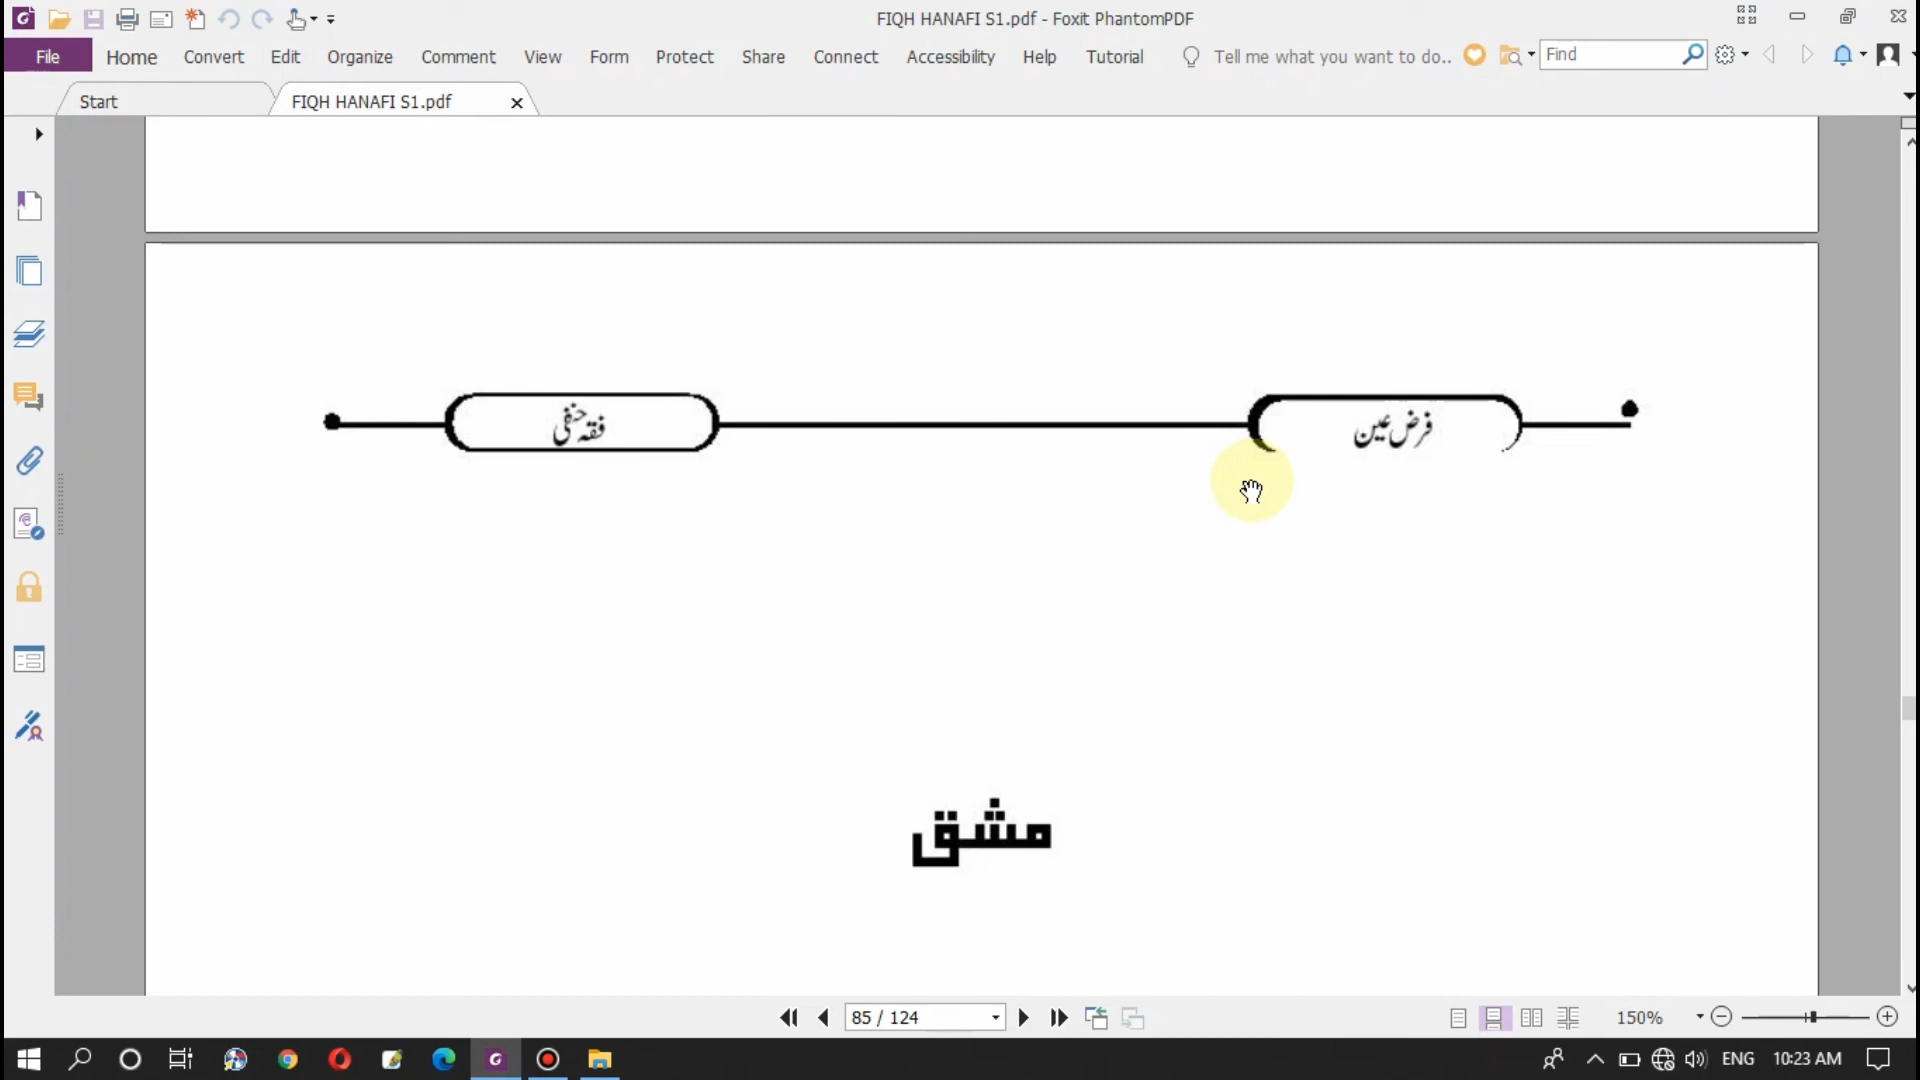 FIQH HANAFI S1.pdf - Foxit PhantomPDF
File Home Convert Edit Organize Comment View Form Protect Share Connect Accessibility Help Tutorial Tell me what you want to do.. Find
Start FIQH HANAFI S1.pdf
فرض عین فقہ حنفی
مشق
85 / 124 150%
ENG 10:23 AM